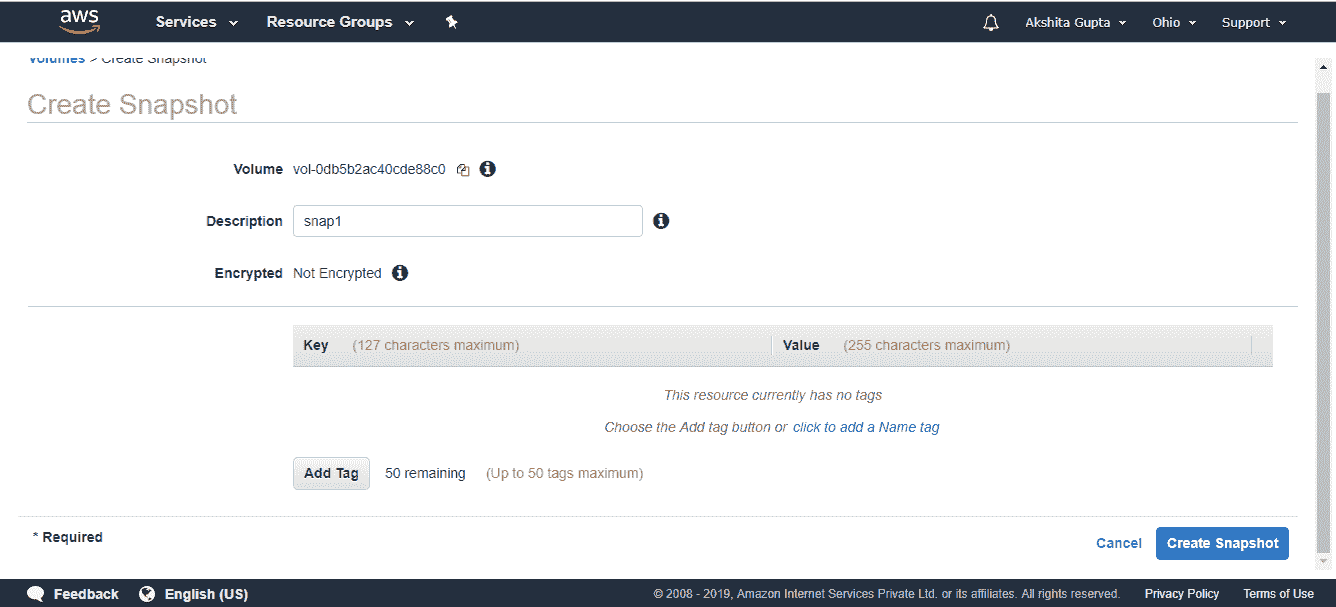 aws Services Resource Groups Akshita Gupta Ohio Support
Volumes > Create Snapshot
Create Snapshot
Volume vol-0db5b2ac40cde88c0
Description snap1
Encrypted Not Encrypted
Key (127 characters maximum) Value (255 characters maximum)
This resource currently has no tags
Choose the Add tag button or click to add a Name tag
Add Tag 50 remaining (Up to 50 tags maximum)
* Required
Cancel Create Snapshot
Feedback English (US) © 2008 - 2019, Amazon Internet Services Private Ltd. or its affiliates. All rights reserved. Privacy Policy Terms of Use